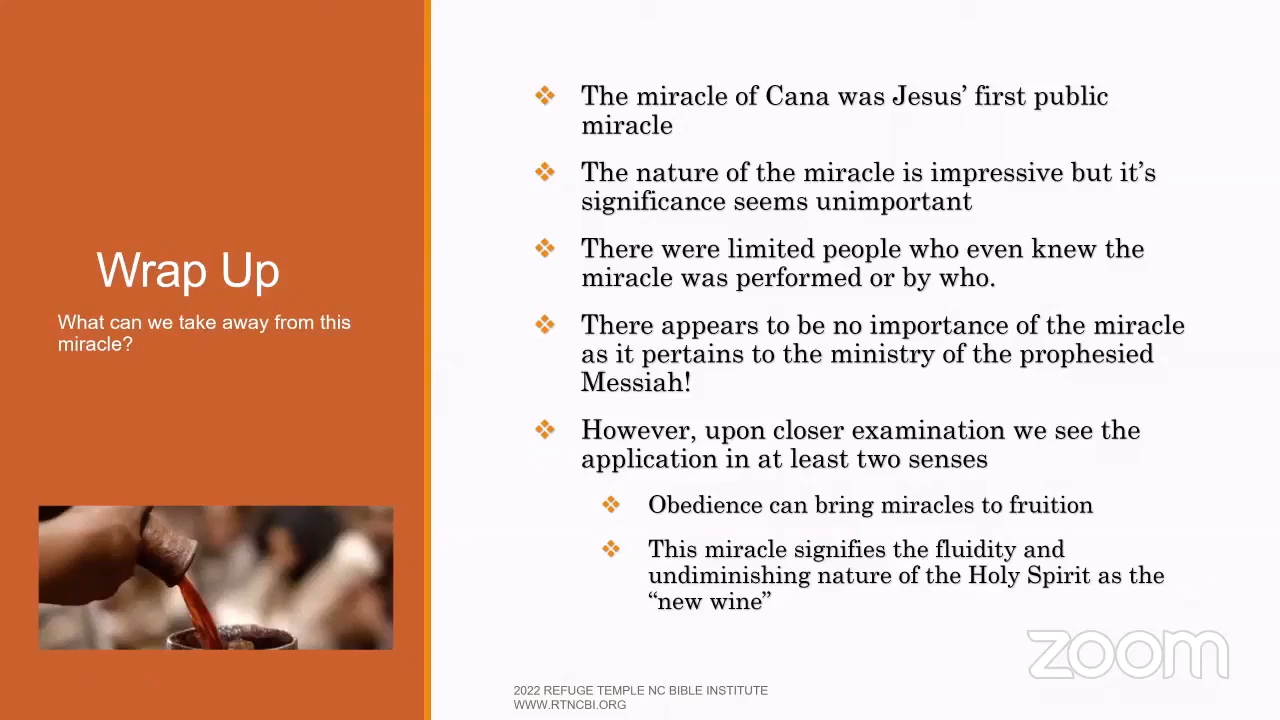 Wrap Up
What can we take away from this
miracle?
The miracle of Cana was Jesus’ first public
miracle
The nature of the miracle is impressive but it’s
significance seems unimportant
There were limited people who even knew the
miracle was performed or by who.
There appears to be no importance of the miracle
as it pertains to the ministry of the prophesied
Messiah!
However, upon closer examination we see the
application in at least two senses
Obedience can bring miracles to fruition
This miracle signifies the fluidity and
undiminishing nature of the Holy Spirit as the
“new wine”
zoom
2022 REFUGE TEMPLE NC BIBLE INSTITUTE
WWW.RTNCBI.ORG